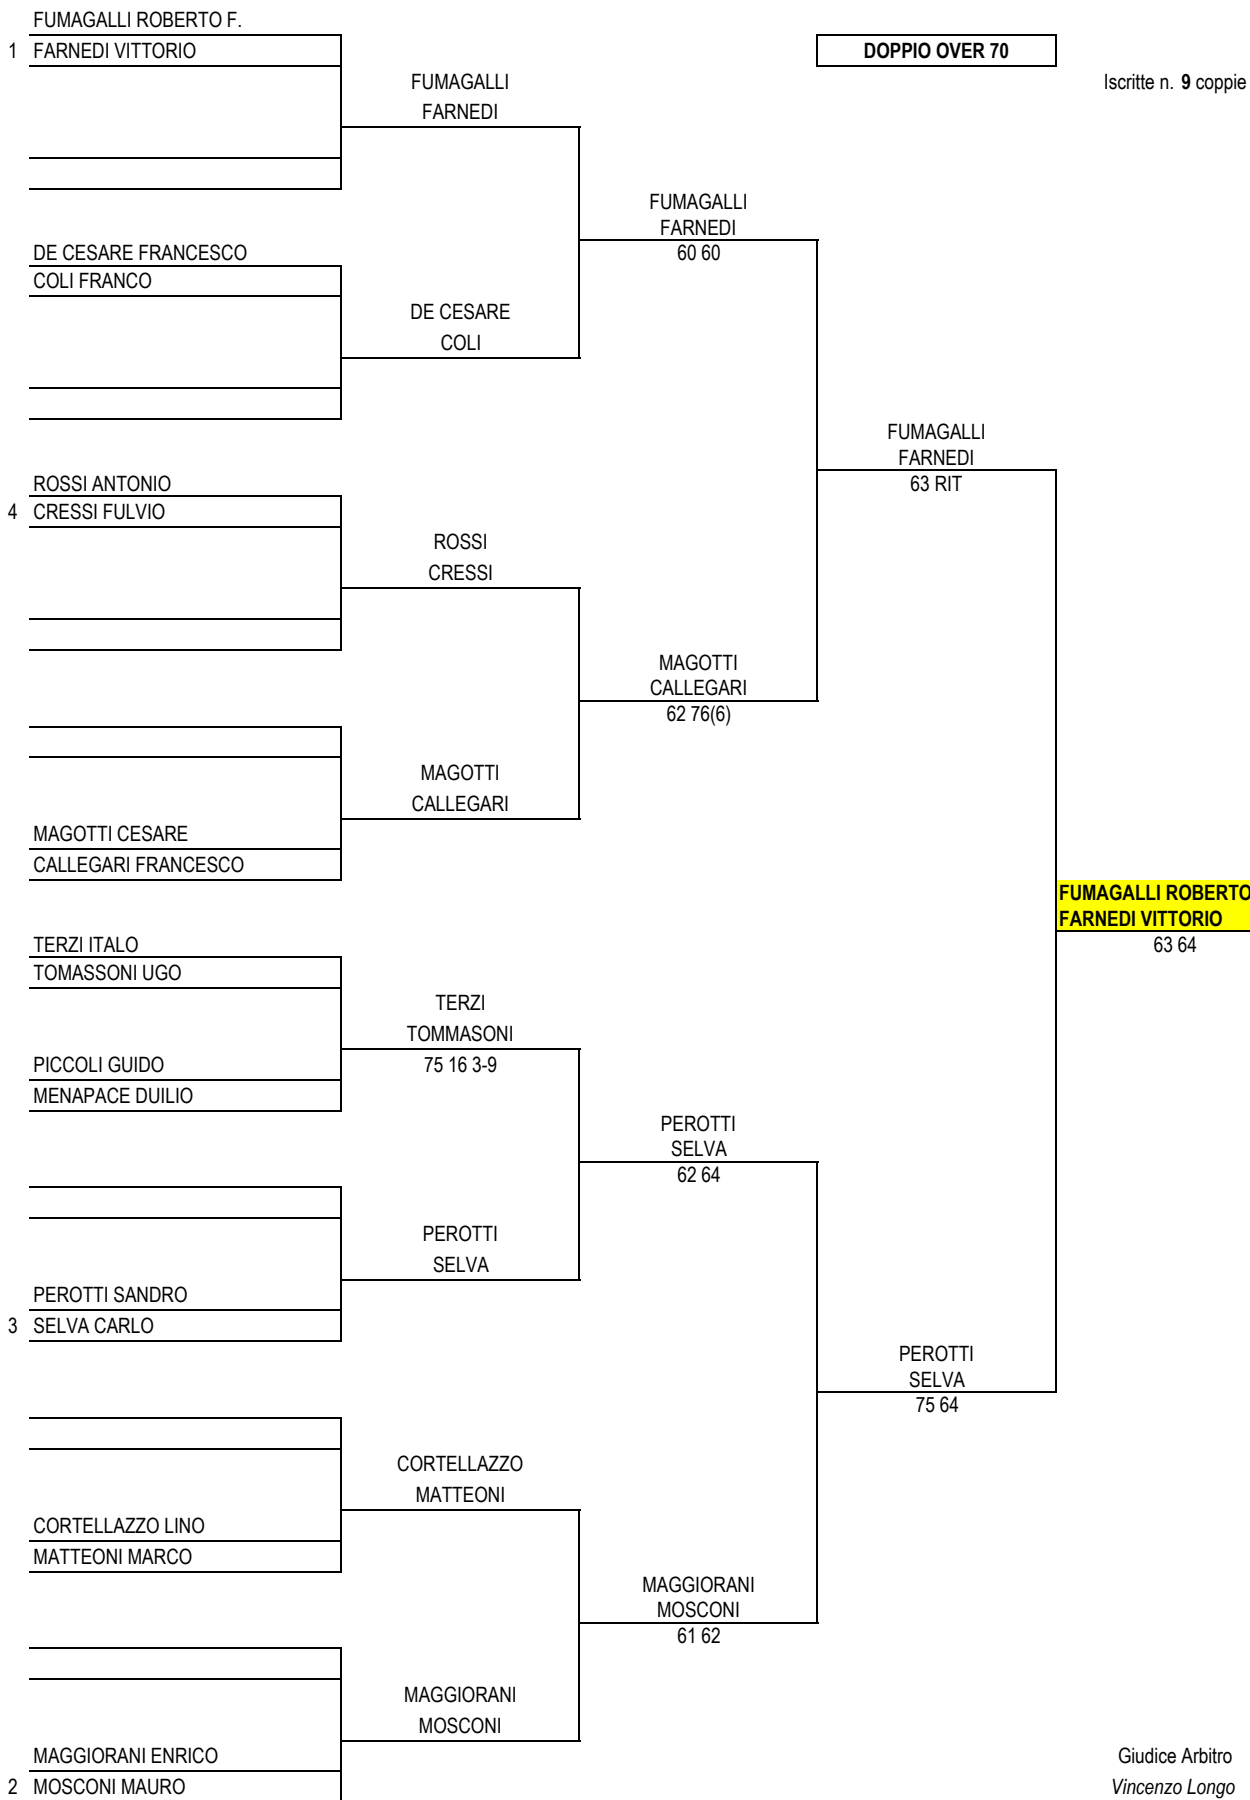 FUMAGALLI ROBERTO F.
1 FARNEDI VITTORIO
DOPPIO OVER 70
Iscritte n. 9 coppie
FUMAGALLI
FARNEDI
FUMAGALLI
FARNEDI
60 60
DE CESARE FRANCESCO
COLI FRANCO
DE CESARE
COLI
FUMAGALLI
FARNEDI
63 RIT
ROSSI ANTONIO
4 CRESSI FULVIO
ROSSI
CRESSI
MAGOTTI
CALLEGARI
62 76(6)
MAGOTTI
CALLEGARI
MAGOTTI CESARE
CALLEGARI FRANCESCO
FUMAGALLI ROBERTO
FARNEDI VITTORIO
63 64
TERZI ITALO
TOMASSONI UGO
TERZI
TOMMASONI
75 16 3-9
PICCOLI GUIDO
MENAPACE DUILIO
PEROTTI
SELVA
62 64
PEROTTI
SELVA
PEROTTI SANDRO
3 SELVA CARLO
PEROTTI
SELVA
75 64
CORTELLAZZO
MATTEONI
CORTELLAZZO LINO
MATTEONI MARCO
MAGGIORANI
MOSCONI
61 62
MAGGIORANI
MOSCONI
MAGGIORANI ENRICO
2 MOSCONI MAURO
Giudice Arbitro
Vincenzo Longo